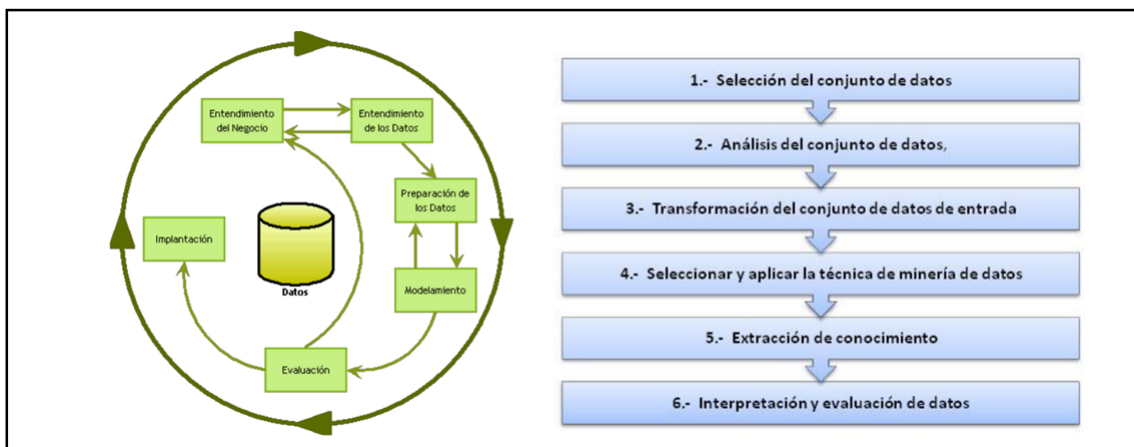 Entendimiento
del Negocio
Entendimiento
de los Datos
Preparación de
los Datos
Implantación
Datos
Modelamiento
Evaluación
1.- Selección del conjunto de datos
2.- Análisis del conjunto de datos,
3.- Transformación del conjunto de datos de entrada
4.- Seleccionar y aplicar la técnica de minería de datos
5.- Extracción de conocimiento
6.- Interpretación y evaluación de datos